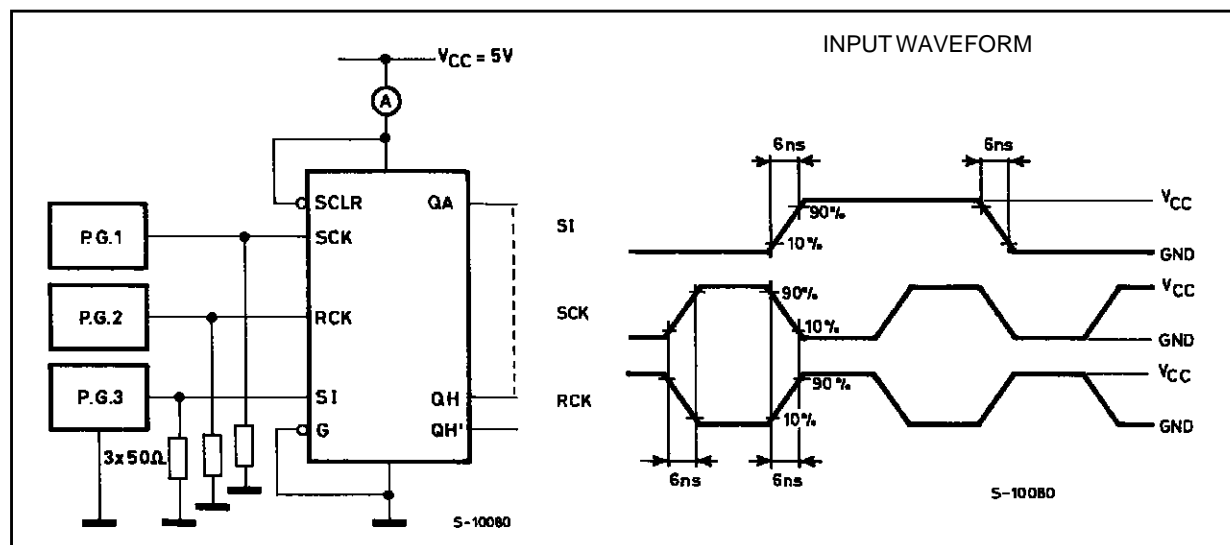 INPUT WAVEFORM
VCC = 5V
A
SCLR
QA
P.G.1
SCK
P.G.2
RCK
P.G.3
SI
QH
G
QH'
3x50Ω
S-10080
6ns
6ns
SI
90%
10%
VCC
GND
SCK
90%
10%
VCC
GND
RCK
90%
10%
VCC
GND
6ns
6ns
S-10080